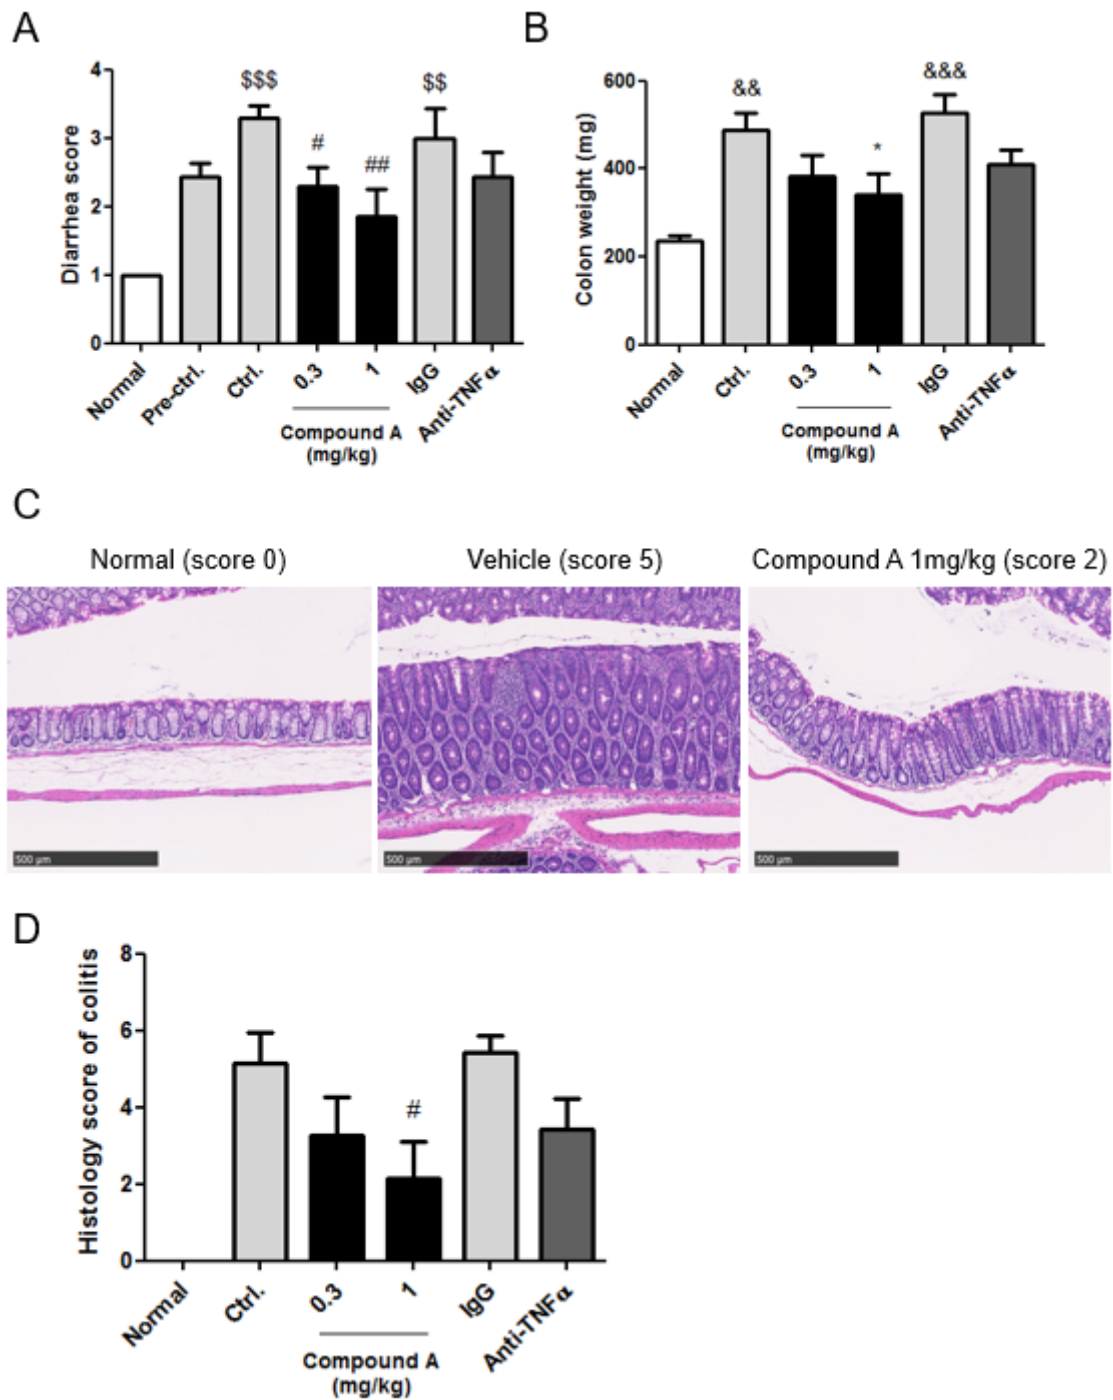 A
Diarrhea score
4
3
2
1
0
$$$
#
##
$$
Normal
Pre-ctrl.
Ctrl.
0.3
1
IgG
Anti-TNFα
Compound A
(mg/kg)
B
Colon weight (mg)
600
400
200
0
&&
*
&&&
Normal
Ctrl.
0.3
1
IgG
Anti-TNFα
Compound A
(mg/kg)
C
Normal (score 0)
Vehicle (score 5)
Compound A 1mg/kg (score 2)
500 µm
500 µm
500 µm
D
Histology score of colitis
8
6
4
2
0
#
Normal
Ctrl.
0.3
1
IgG
Anti-TNFα
Compound A
(mg/kg)